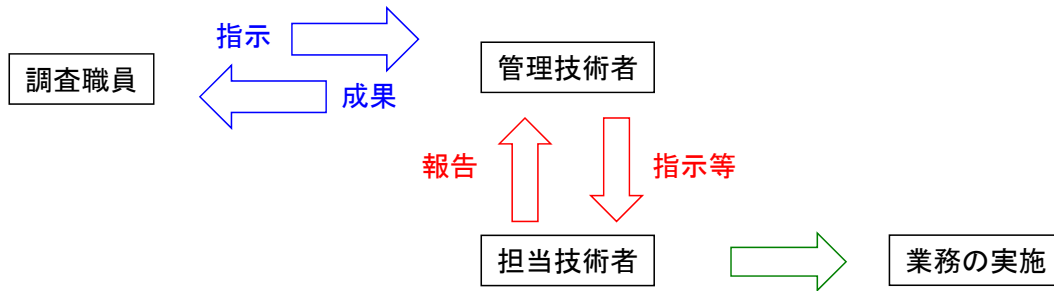 指示
調査職員
成果
管理技術者
報告
指示等
担当技術者
業務の実施